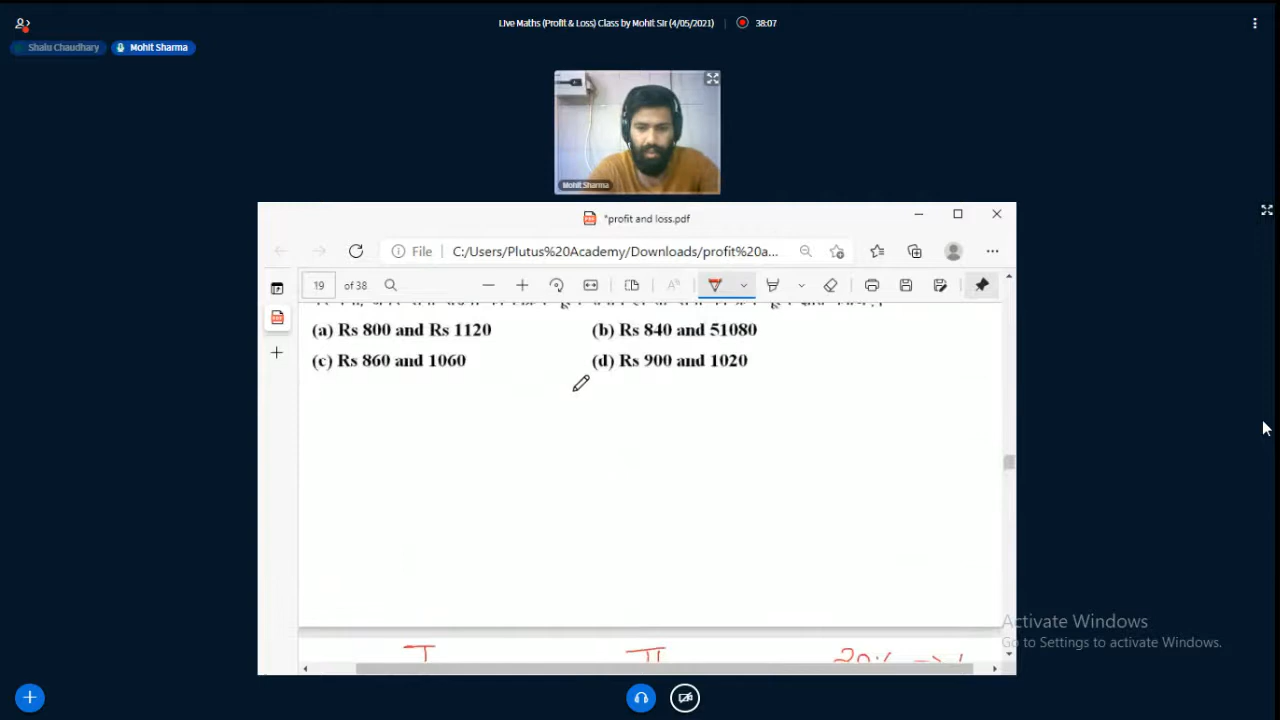 Live Maths (Profit & Loss) Class by Mohit Sir (4/05/2021) 38:07
Shalu Chaudhary Mohit Sharma
Mohit Sharma
*profit and loss.pdf
File C:/Users/Plutus%20Academy/Downloads/profit%20a...
19 of 38
(a) Rs 800 and Rs 1120 (b) Rs 840 and 51080
(c) Rs 860 and 1060 (d) Rs 900 and 1020
Activate Windows
Go to Settings to activate Windows.
I II